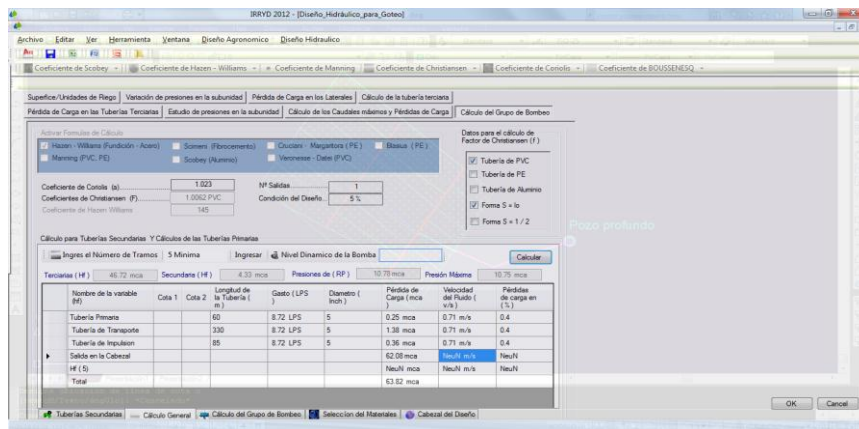 IRRYD 2012 - [Diseño_Hidráulico_para_Goteo]
Archivo Editar Ver Herramienta Ventana Diseño Agronomico Diseño Hidraulico
Coeficiente de Scobey Coeficiente de Hazen - Williams Coeficiente de Manning Coeficiente de Christiansen Coeficiente de Coriolis Coeficiente de BOUSSENESQ
Superfice/Unidades de Riego Variación de presiones en la subunidad Pérdida de Carga en los Laterales Cálculo de la tubería terciaria
Pérdida de Carga en las Tuberías Terciarias Estudio de presiones en la subunidad Cálculo de los Caudales máximos y Pérdidas de Carga Cálculo del Grupo de Bombeo
Activar Formulas de Cálculo
Hazen - Williams (Fundición - Acero) Scimeni (Fibrocemento) Cruciani - Margaritora ( PE ) Blasius ( PE )
Manning (PVC, PE) Scobey (Aluminio) Veronesse - Datei (PVC)
Datos para el cálculo de
Factor de Christiansen ( f )
Tubería de PVC
Tubería de PE
Tubería de Aluminio
Forma S = lo
Forma S = 1 / 2
Coeficiente de Coriolis (a) 1.023 Nº Salidas 1
Coeficientes de Christiansen (F) 1.0062 PVC Condición del Diseño 5 %
Coeficiente de Hazen Williams 145
Pozo profundo
Cálculo para Tuberías Secundarias Y Cálculos de las Tuberías Primarias
Ingres el Número de Tramos 5 Minima Ingresar Nivel Dinamico de la Bomba Calcular
Terciarias ( Hf ) 46.72 mca Secundaria ( Hf ) 4.33 mca Presiones de ( RP ) 10.70 mca Presión Máxima 10.75 mca
Nombre de la variable (hf) Cota 1 Cota 2 Longitud de la Tubería ( m ) Gasto ( LPS ) Diametro ( Inch ) Pérdida de Carga ( mca ) Velocidad del Fluido ( v/s ) Pérdidas de carga en ( % )
Tubería Primaria 60 8.72 LPS 5 0.25 mca 0.71 m/s 0.4
Tubería de Transporte 330 8.72 LPS 5 1.38 mca 0.71 m/s 0.4
Tubería de Impulsion 85 8.72 LPS 5 0.36 mca 0.71 m/s 0.4
Salida en la Cabezal 62.08 mca NeuN m/s NeuN
Hf ( 5) NeuN mca NeuN m/s NeuN
Total 63.82 mca
OK Cancel
Tuberías Secundarias Cálculo General Cálculo del Grupo de Bombeo Seleccion del Materiales Cabezal del Diseño